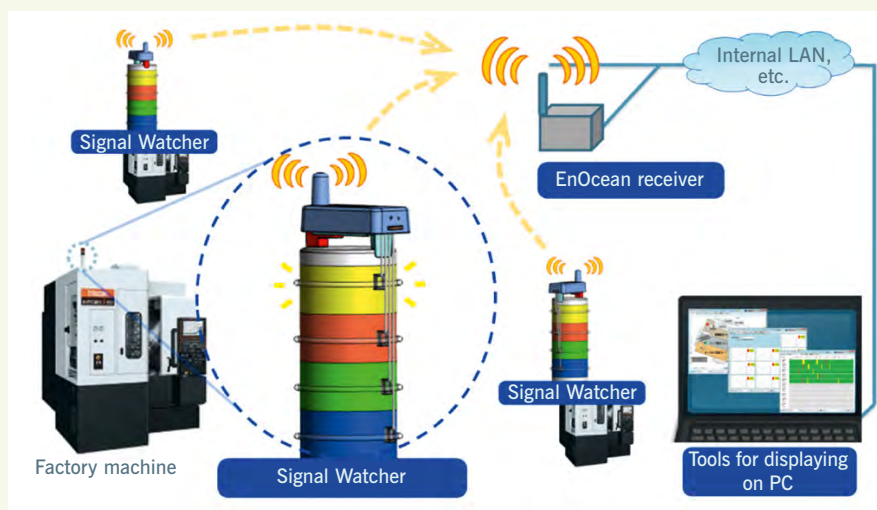 Internal LAN,
etc.
Signal Watcher
EnOcean receiver
Signal Watcher
Factory machine
Signal Watcher
Tools for displaying
on PC